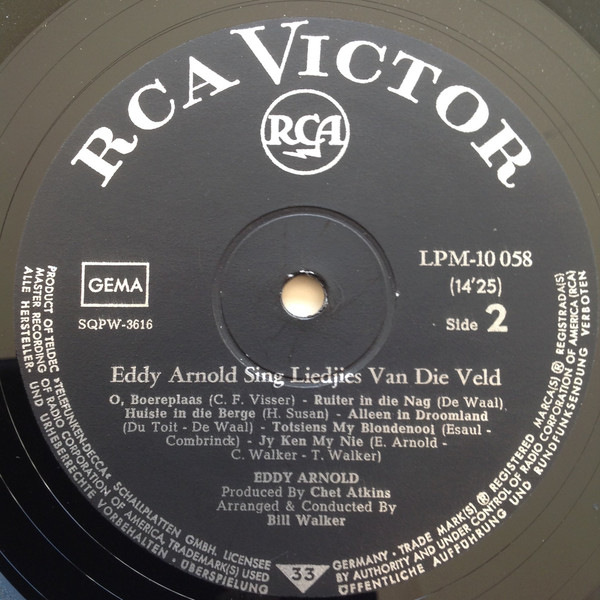 RCA VICTOR
RCA
GEMA
SQPW-3616
LPM-10 058
(14'25)
Side 2
Eddy Arnold Sing Liedjies Van Die Veld
O, Boereplaas (C. F. Visser) - Ruiter in die Nag (De Waal)
Huisie in die Berge (H. Susan) - Alleen in Droomland
(Du Toit - De Waal) - Totsiens My Blondenooi (Esaul -
Combrinck) - Jy Ken My Nie (E. Arnold -
C. Walker - T. Walker)
EDDY ARNOLD
Produced By Chet Atkins
Arranged & Conducted By
Bill Walker
33
PRODUCT OF TELDEC »TELEFUNKEN-DECCA« SCHALLPLATTEN GMBH. LICENSEE
MASTER RECORDING OF RADIO CORPORATION OF AMERICA, TRADEMARK(S) USED
ALLE HERSTELLER- UND URHEBERRECHTE VORBEHALTEN · ÜBERSPIELUNG
GERMANY · TRADE MARK(S) ® REGISTERED MARCA(S) ® REGISTRADA(S)
BY AUTHORITY AND UNDER CONTROL OF RADIO CORPORATION OF AMERICA (RCA)
ÖFFENTLICHE AUFFÜHRUNG UND RUNDFUNKSENDUNG VERBOTEN